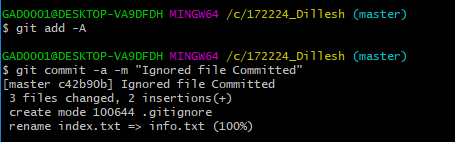 GAD0001@DESKTOP-VA9DFDH MINGW64 /c/172224_Dillesh (master)
$ git add -A
GAD0001@DESKTOP-VA9DFDH MINGW64 /c/172224_Dillesh (master)
$ git commit -a -m "Ignored file Committed"
[master c42b90b] Ignored file Committed
 3 files changed, 2 insertions(+)
 create mode 100644 .gitignore
 rename index.txt => info.txt (100%)